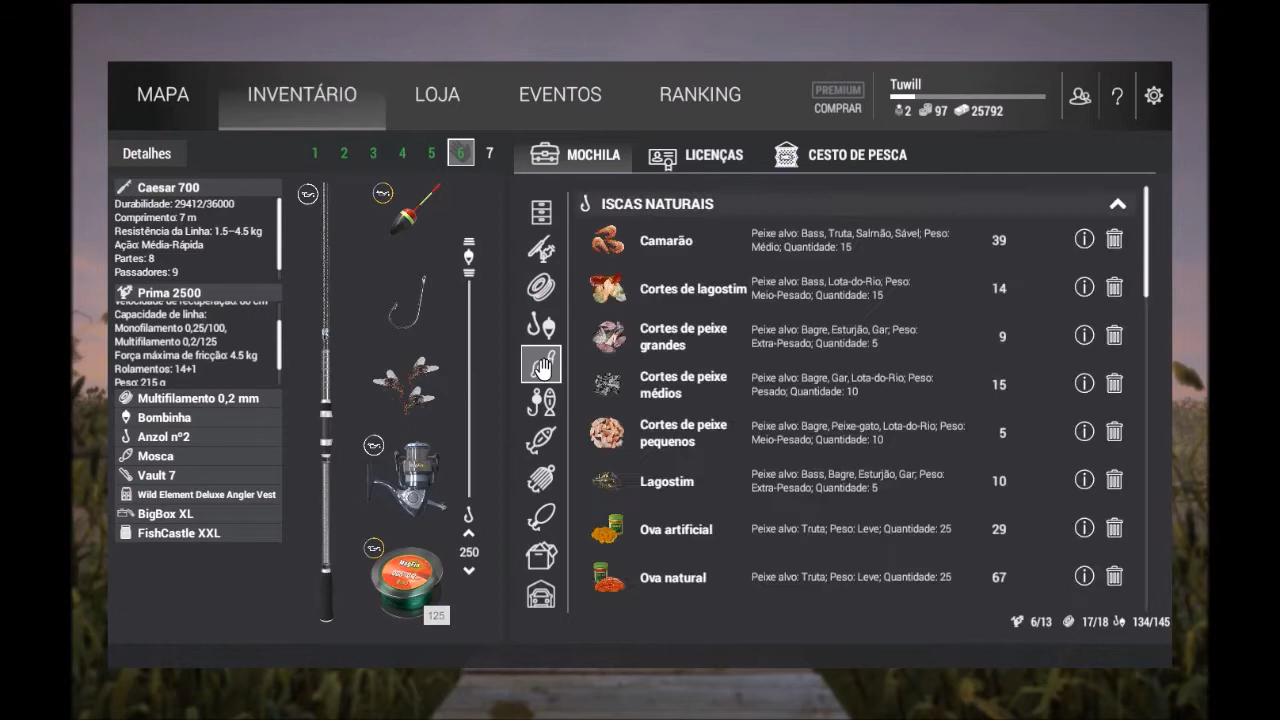 MAPA
INVENTÁRIO
LOJA
EVENTOS
RANKING
PREMIUM
COMPRAR
Tuwill
2 97 25792
?
Detalhes
1 2 3 4 5 6 7
MOCHILA
LICENÇAS
CESTO DE PESCA
Caesar 700
Durabilidade: 29412/36000
Comprimento: 7 m
Resistência da Linha: 1.5–4.5 kg
Ação: Média-Rápida
Partes: 8
Passadores: 9
Prima 2500
Velocidade de recuperação: 60 cm
Capacidade de linha:
Monofilamento 0,25/100,
Multifilamento 0,2/125
Força máxima de fricção: 4.5 kg
Rolamentos: 14+1
Peso: 215 g
Multifilamento 0,2 mm
Bombinha
Anzol nº2
Mosca
Vault 7
Wild Element Deluxe Angler Vest
BigBox XL
FishCastle XXL
250
125
ISCAS NATURAIS
Camarão
Peixe alvo: Bass, Truta, Salmão, Sável; Peso:
Médio; Quantidade: 15
39
Cortes de lagostim
Peixe alvo: Bass, Lota-do-Rio; Peso:
Meio-Pesado; Quantidade: 15
14
Cortes de peixe
grandes
Peixe alvo: Bagre, Esturjão, Gar; Peso:
Extra-Pesado; Quantidade: 5
9
Cortes de peixe
médios
Peixe alvo: Bagre, Gar, Lota-do-Rio; Peso:
Pesado; Quantidade: 10
15
Cortes de peixe
pequenos
Peixe alvo: Bagre, Peixe-gato, Lota-do-Rio; Peso:
Meio-Pesado; Quantidade: 10
5
Lagostim
Peixe alvo: Bass, Bagre, Esturjão, Gar; Peso:
Extra-Pesado; Quantidade: 5
10
Ova artificial
Peixe alvo: Truta; Peso: Leve; Quantidade: 25
29
Ova natural
Peixe alvo: Truta; Peso: Leve; Quantidade: 25
67
6/13 17/18 134/145